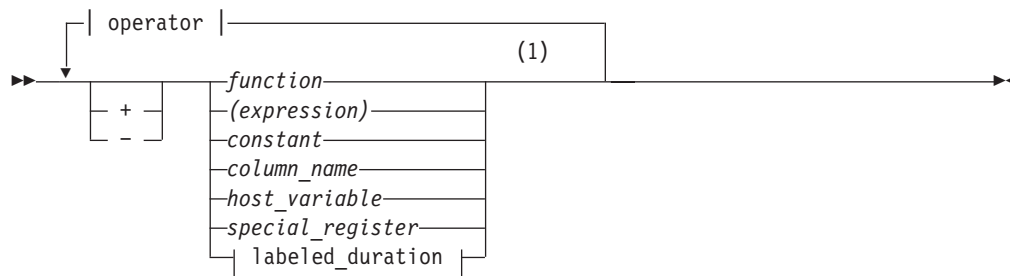 operator
(1)
function
+
(expression)
−
constant
column_name
host_variable
special_register
labeled_duration